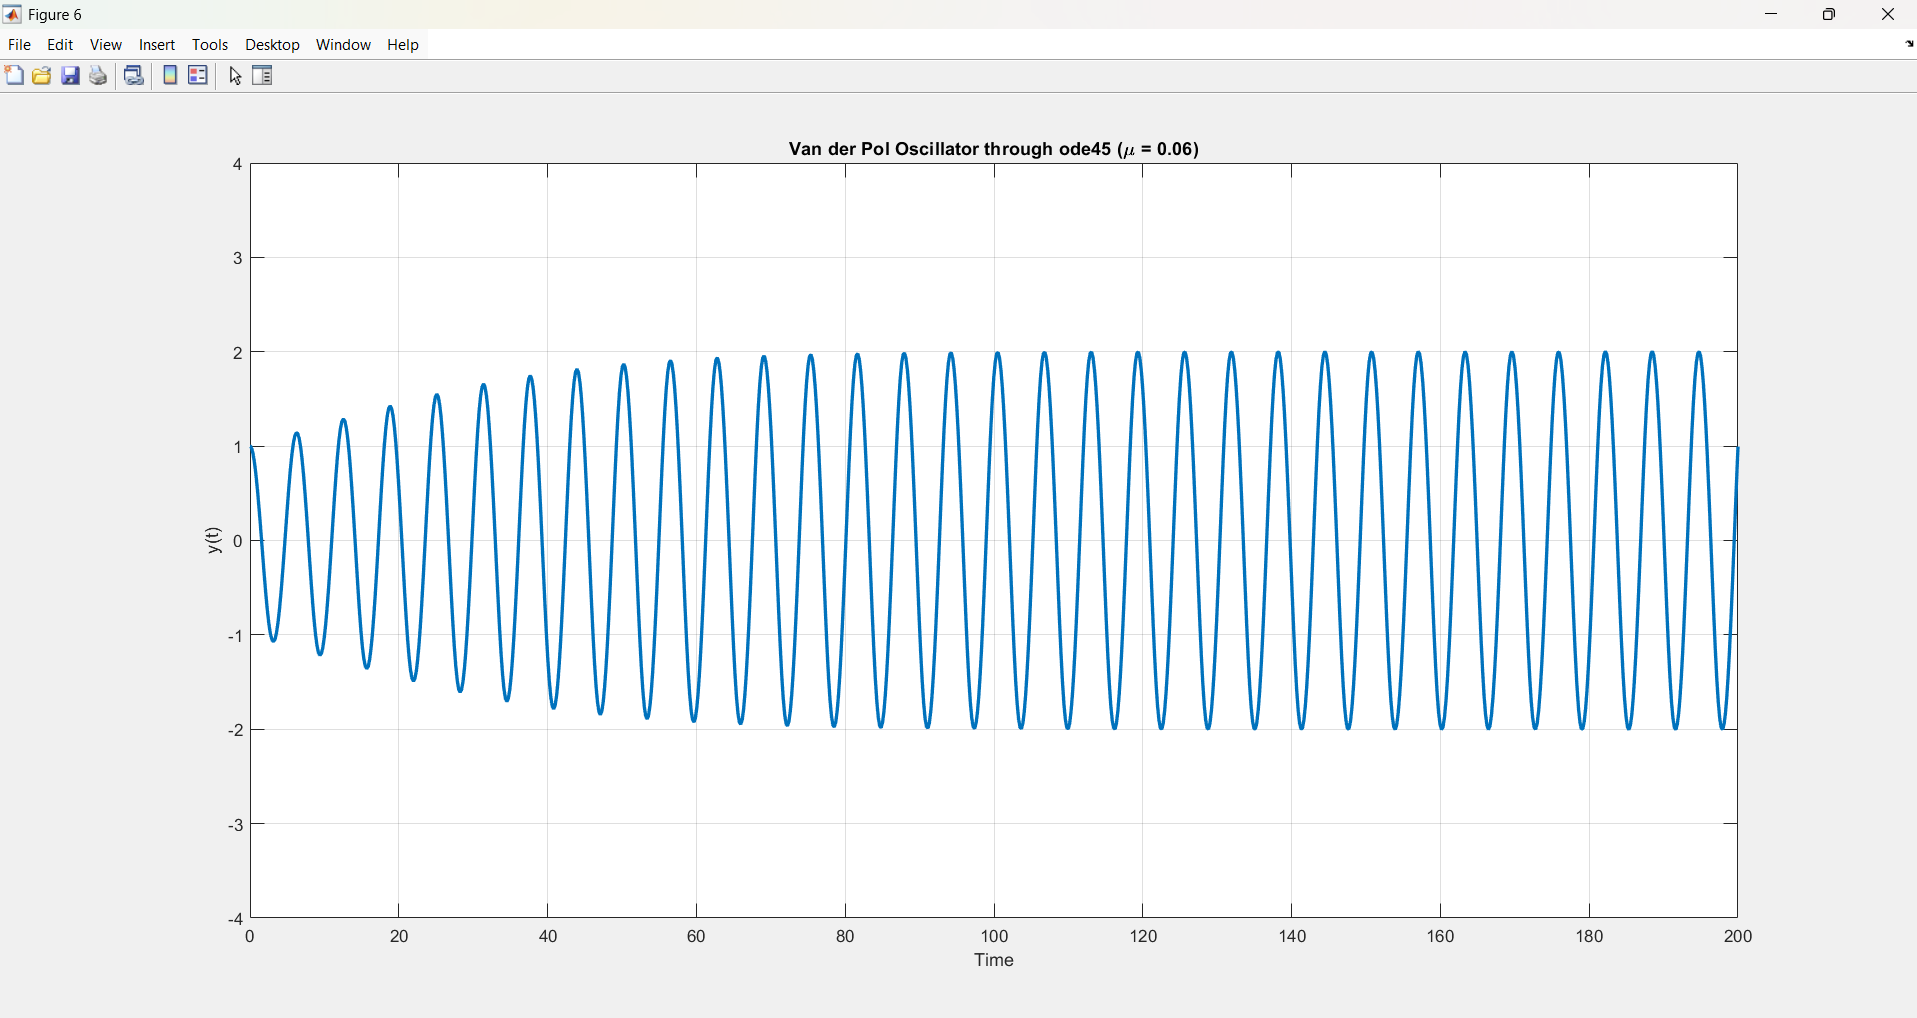 Figure 6
File Edit View Insert Tools Desktop Window Help
Van der Pol Oscillator through ode45 (μ = 0.06)
4
3
2
1
0
-1
-2
-3
-4
y(t)
0 20 40 60 80 100 120 140 160 180 200
Time